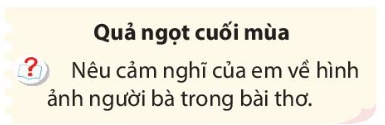 Quả ngọt cuối mùa
Nêu cảm nghĩ của em về hình
ảnh người bà trong bài thơ.